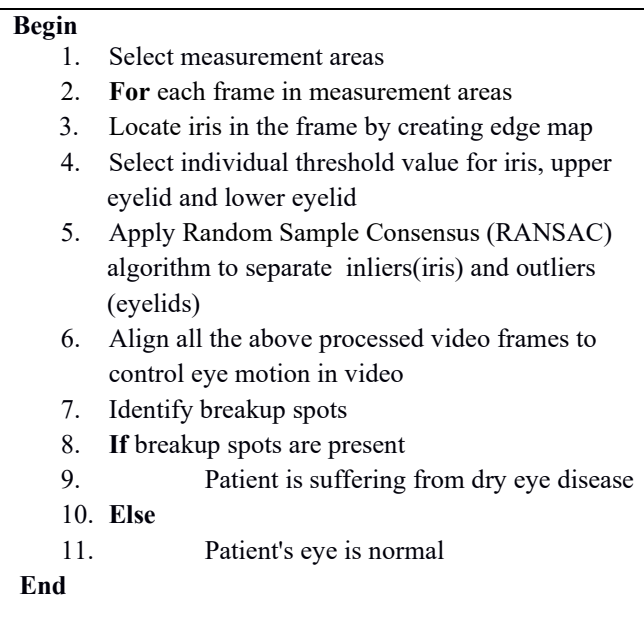 Begin
1. Select measurement areas
2. For each frame in measurement areas
3. Locate iris in the frame by creating edge map
4. Select individual threshold value for iris, upper
eyelid and lower eyelid
5. Apply Random Sample Consensus (RANSAC)
algorithm to separate inliers(iris) and outliers
(eyelids)
6. Align all the above processed video frames to
control eye motion in video
7. Identify breakup spots
8. If breakup spots are present
9. Patient is suffering from dry eye disease
10. Else
11. Patient's eye is normal
End